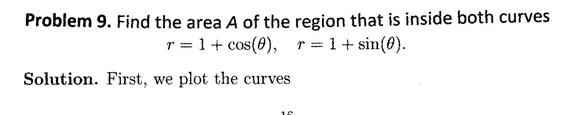 Problem 9. Find the area A of the region that is inside both curves
r = 1 + cos(θ), r = 1 + sin(θ).
Solution. First, we plot the curves